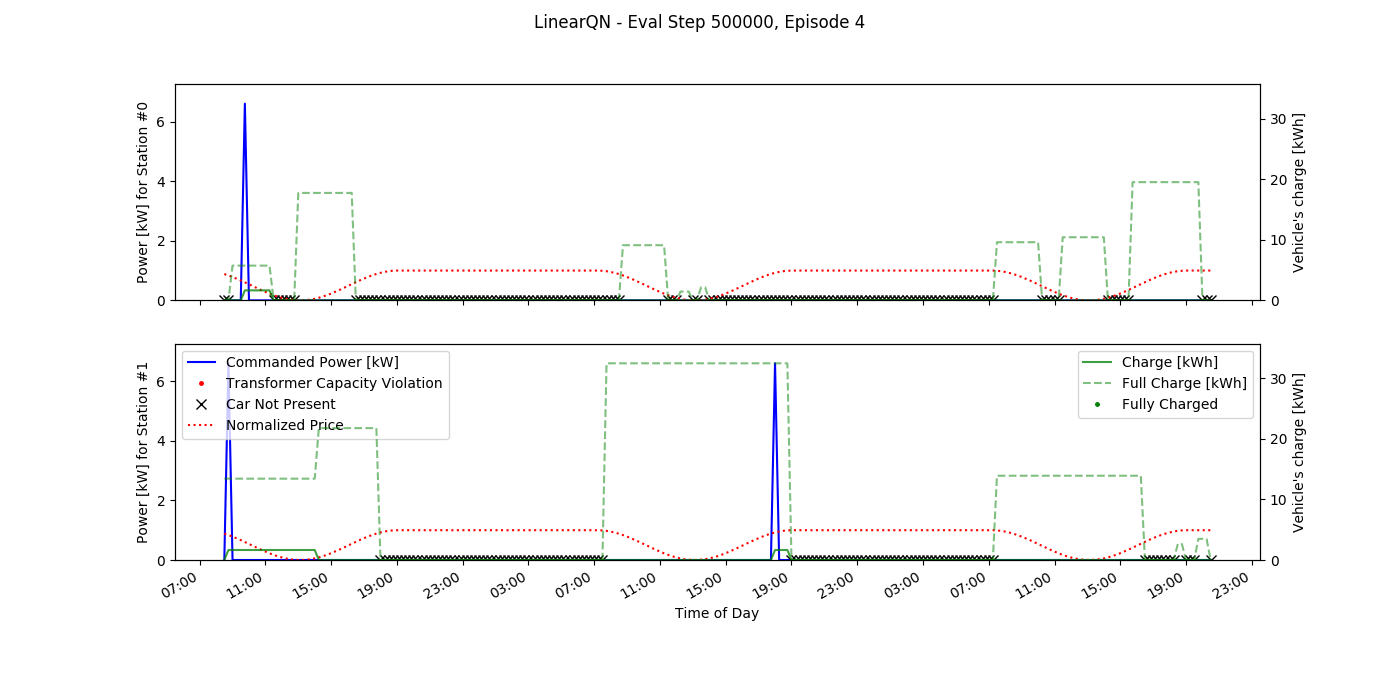 LinearQN - Eval Step 500000, Episode 4
Power [kW] for Station #0
6
4
2
0
30
20
10
0
Vehicle's charge [kWh]
Power [kW] for Station #1
6
4
2
0
Commanded Power [kW]
Transformer Capacity Violation
Car Not Present
Normalized Price
Charge [kWh]
Full Charge [kWh]
Fully Charged
30
20
10
0
Vehicle's charge [kWh]
07:00 11:00 15:00 19:00 23:00 03:00 07:00 11:00 15:00 19:00 23:00 03:00 07:00 11:00 15:00 19:00 23:00
Time of Day